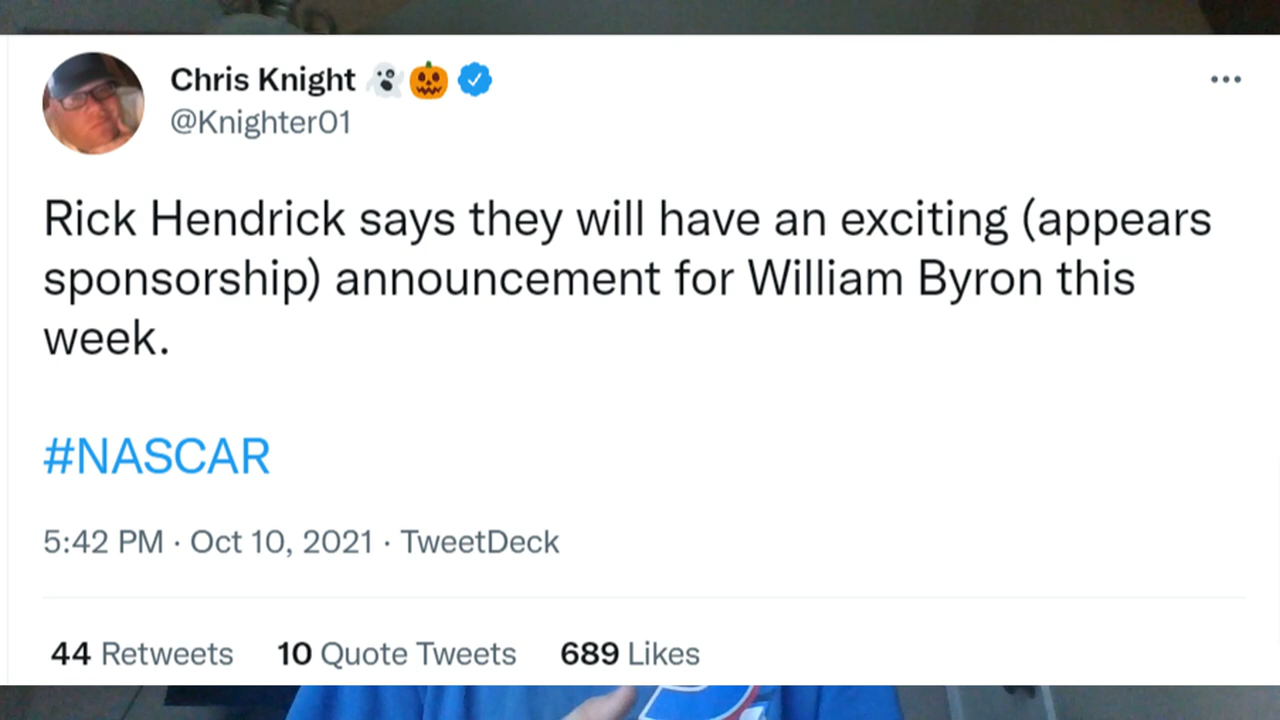 Chris Knight 👻🎃
@Knighter01
Rick Hendrick says they will have an exciting (appears
sponsorship) announcement for William Byron this
week.
#NASCAR
5:42 PM · Oct 10, 2021 · TweetDeck
44 Retweets 10 Quote Tweets 689 Likes